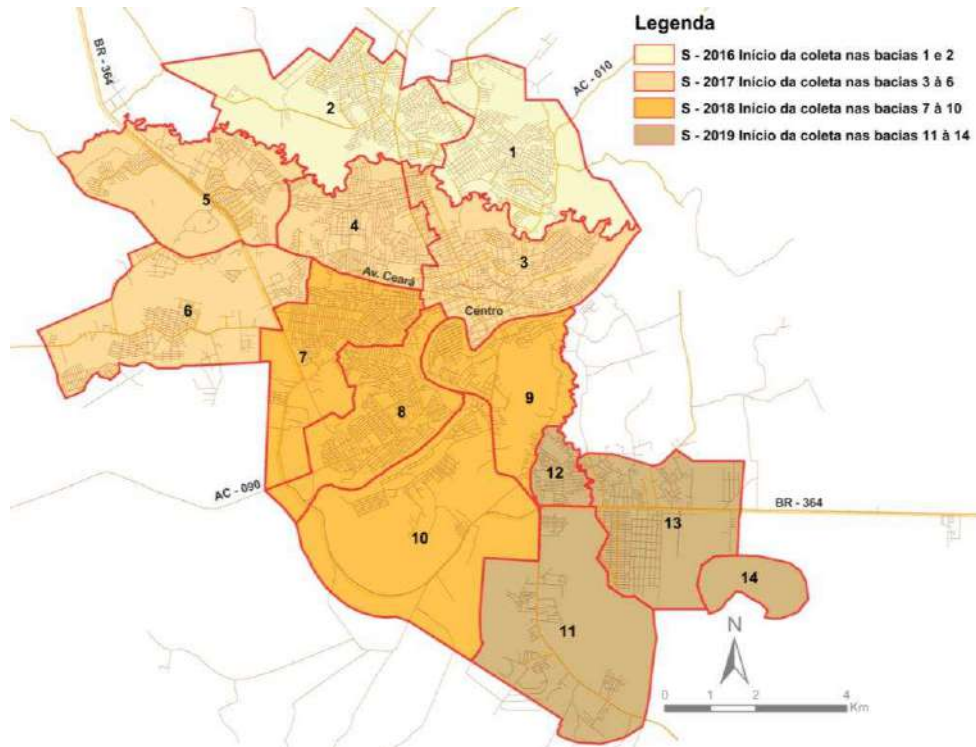 Legenda
S - 2016 Início da coleta nas bacias 1 e 2
S - 2017 Início da coleta nas bacias 3 à 6
S - 2018 Início da coleta nas bacias 7 à 10
S - 2019 Início da coleta nas bacias 11 à 14
BR - 364
AC - 010
2
1
5
4
3
Av. Ceará
Centro
6
7
8
9
12
AC - 090
BR - 364
10
13
14
11
N
0 1 2 4
Km